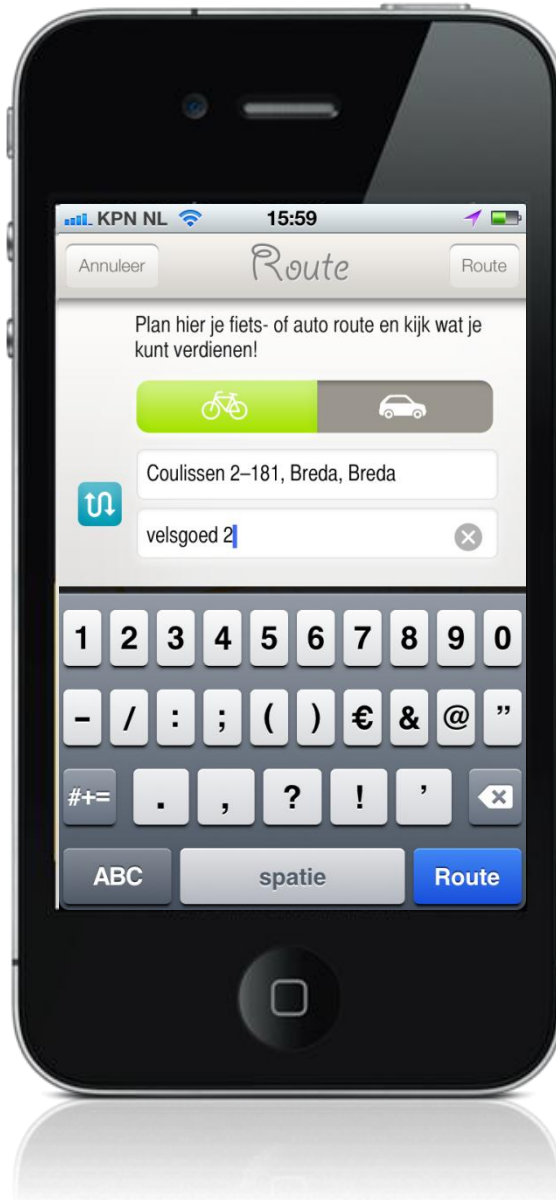 KPN NL 15:59
Annuleer Route Route
Plan hier je fiets- of auto route en kijk wat je
kunt verdienen!
Coulissen 2–181, Breda, Breda
velsgoed 2
1 2 3 4 5 6 7 8 9 0
- / : ; ( ) € & @ ”
#+= . , ? ! ’
ABC spatie Route